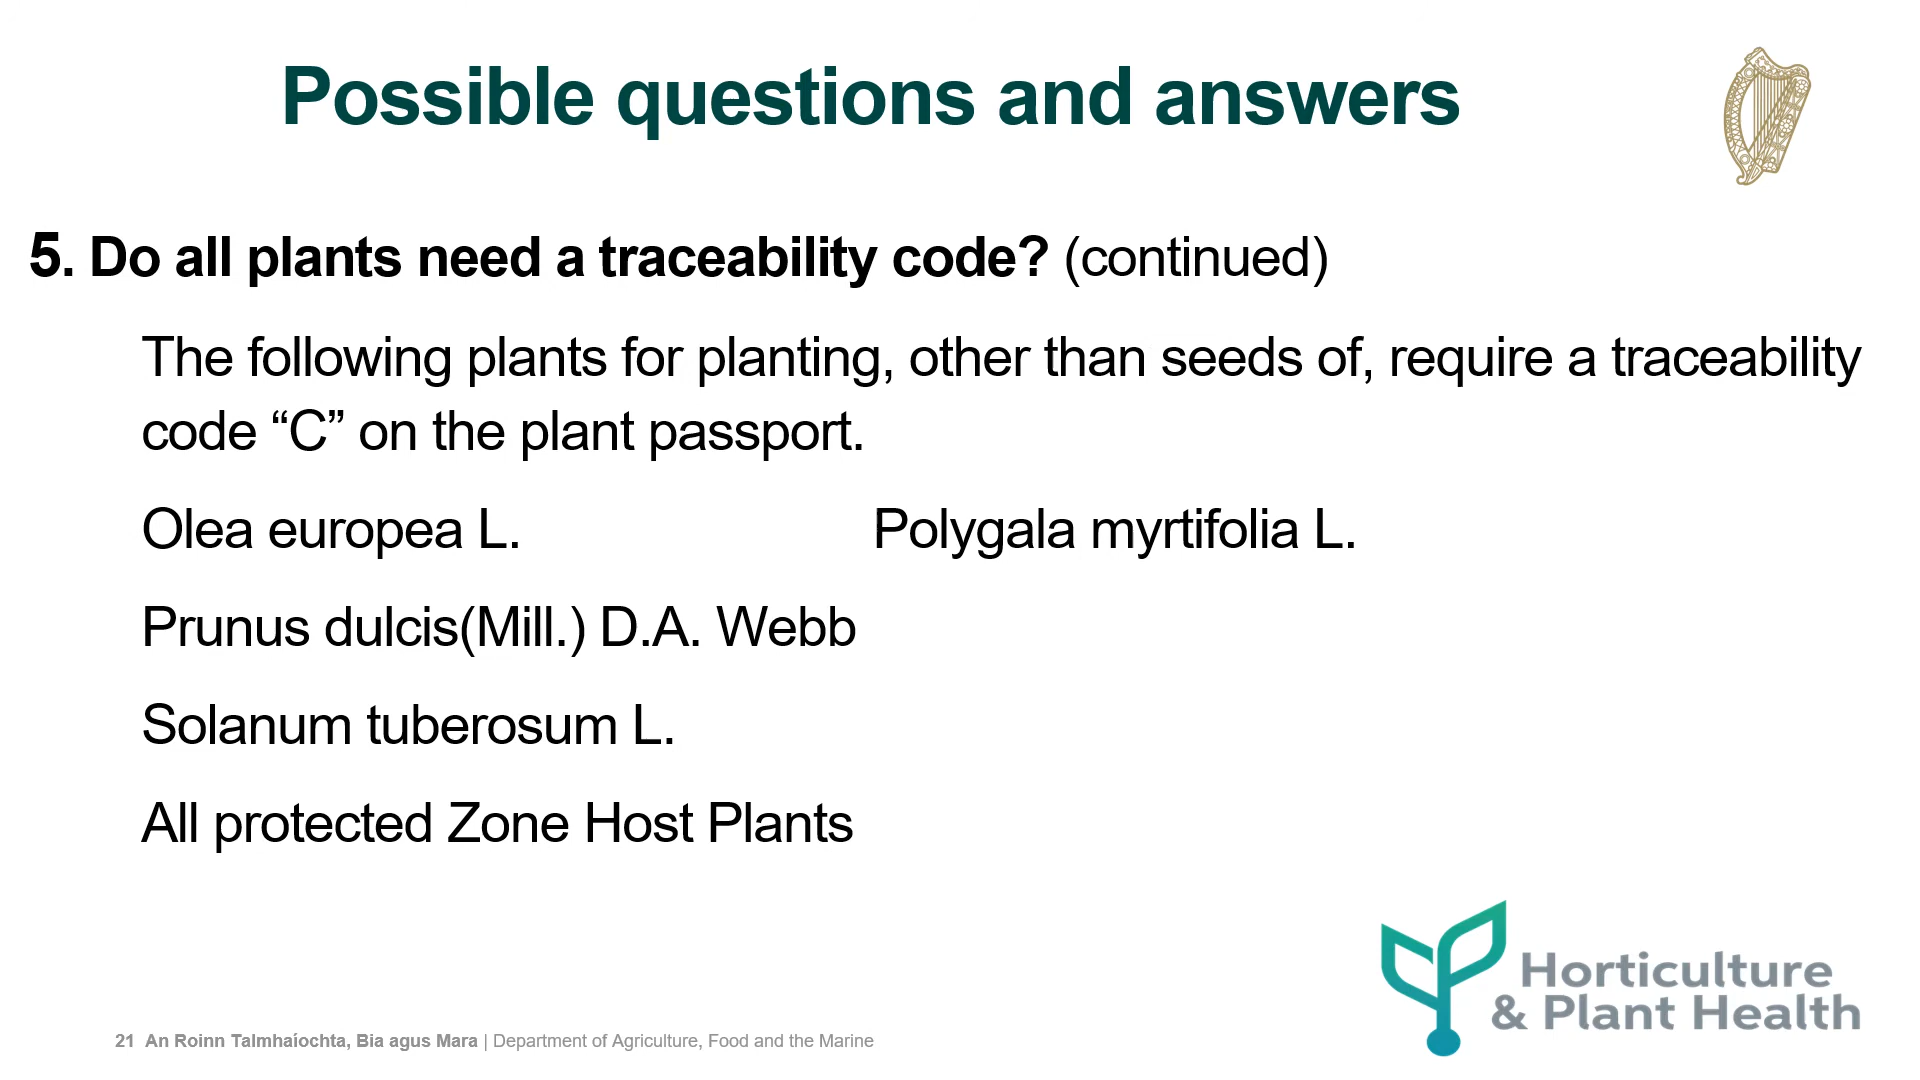 Possible questions and answers
5. Do all plants need a traceability code? (continued)
The following plants for planting, other than seeds of, require a traceability
code “C” on the plant passport.
Olea europea L. Polygala myrtifolia L.
Prunus dulcis(Mill.) D.A. Webb
Solanum tuberosum L.
All protected Zone Host Plants
Horticulture
& Plant Health
21 An Roinn Talmhaíochta, Bia agus Mara | Department of Agriculture, Food and the Marine